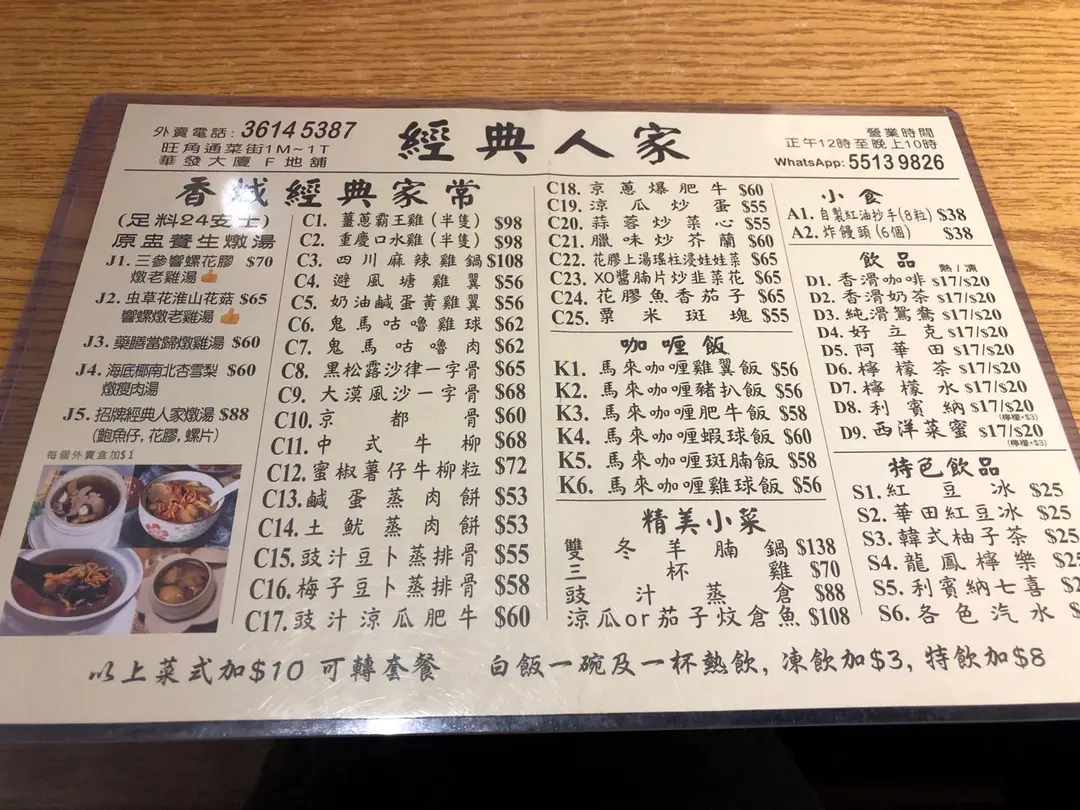 外賣電話: 3614 5387
旺角通菜街1M~1T
華發大廈 F 地舖
經典人家
營業時間
正午12時至晚上10時
WhatsApp: 5513 9826
香城經典家常
(足料24安士)
原盅養生燉湯
J1. 三參響螺花膠 $70
燉老雞湯
J2. 虫草花淮山花菇 $65
響螺燉老雞湯
J3. 藥膳當歸燉雞湯 $60
J4. 海底椰南北杏雪梨 $60
燉瘦肉湯
J5. 招牌經典人家燉湯 $88
(鮑魚仔, 花膠, 螺片)
每個外賣盒加$1
C1. 薑蔥霸王雞 (半隻) $98
C2. 重慶口水雞 (半隻) $98
C3. 四川麻辣雞鍋 $108
C4. 避風塘雞翼 $56
C5. 奶油鹹蛋黃雞翼 $56
C6. 鬼馬咕嚕雞球 $62
C7. 鬼馬咕嚕肉 $62
C8. 黑松露沙律一字骨 $65
C9. 大漠風沙一字骨 $68
C10. 京都骨 $60
C11. 中式牛柳 $68
C12. 蜜椒薯仔牛柳粒 $72
C13. 鹹蛋蒸肉餅 $53
C14. 土魷蒸肉餅 $53
C15. 豉汁豆卜蒸排骨 $55
C16. 梅子豆卜蒸排骨 $58
C17. 豉汁涼瓜肥牛 $60
C18. 京蔥爆肥牛 $60
C19. 涼瓜炒蛋 $55
C20. 蒜蓉炒菜心 $55
C21. 臘味炒芥蘭 $60
C22. 花膠上湯瑤柱浸娃娃菜 $65
C23. XO醬腩片炒韭菜花 $65
C24. 花膠魚香茄子 $65
C25. 粟米斑塊 $55
咖喱飯
K1. 馬來咖喱雞翼飯 $56
K2. 馬來咖喱豬扒飯 $56
K3. 馬來咖喱肥牛飯 $58
K4. 馬來咖喱蝦球飯 $60
K5. 馬來咖喱斑腩飯 $58
K6. 馬來咖喱雞球飯 $56
精美小菜
雙冬羊腩鍋 $138
三杯雞 $70
豉汁蒸倉 $88
涼瓜or茄子炆倉魚 $108
小食
A1. 自製紅油抄手 (8粒) $38
A2. 炸饅頭 (6個) $38
飲品
熱 / 凍
D1. 香滑咖啡 $17/$20
D2. 香滑奶茶 $17/$20
D3. 純滑鴛鴦 $17/$20
D4. 好立克 $17/$20
D5. 阿華田 $17/$20
D6. 檸檬茶 $17/$20
D7. 檸檬水 $17/$20
D8. 利賓納 $17/$20
(檸檬+$3)
D9. 西洋菜蜜 $17/$20
(檸檬+$3)
特色飲品
S1. 紅豆冰 $25
S2. 華田紅豆冰 $25
S3. 韓式柚子茶 $25
S4. 龍鳳檸樂 $25
S5. 利賓納七喜 $2
S6. 各色汽水 $
以上菜式加$10 可轉套餐 白飯一碗及一杯熱飲, 凍飲加$3, 特飲加$8